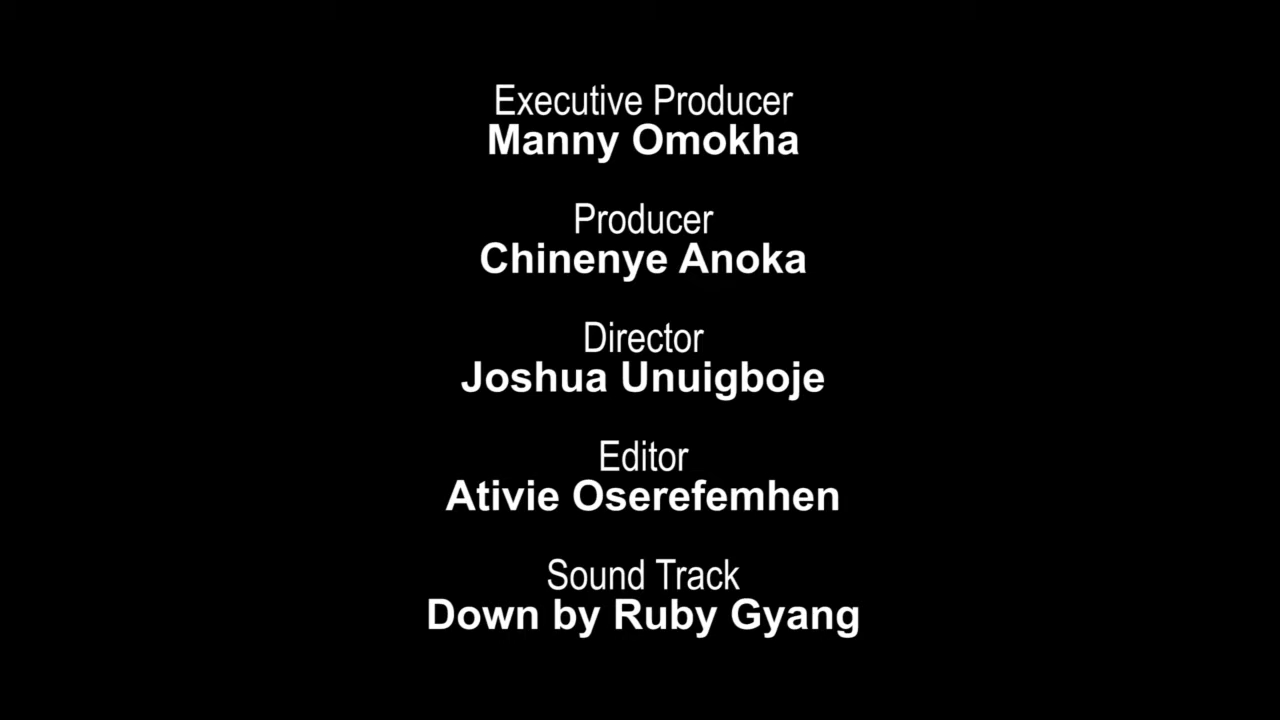 Executive Producer
Manny Omokha
Producer
Chinenye Anoka
Director
Joshua Unuigboje
Editor
Ativie Oserefemhen
Sound Track
Down by Ruby Gyang